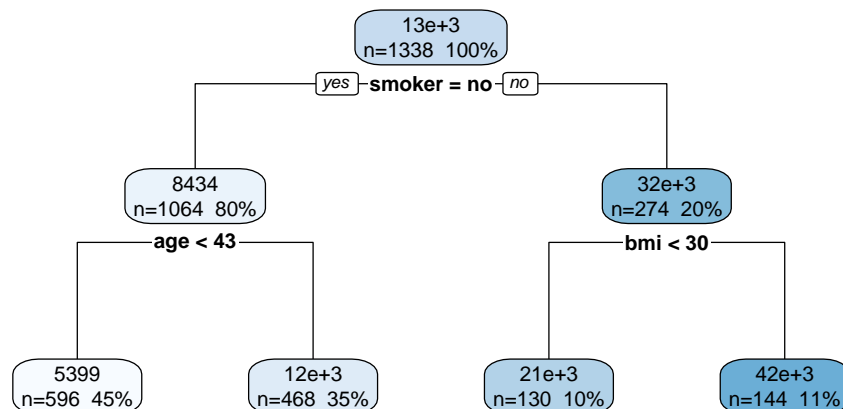 13e+3
n=1338 100%
yes smoker = no no
8434
n=1064 80%
32e+3
n=274 20%
age < 43
bmi < 30
5399
n=596 45%
12e+3
n=468 35%
21e+3
n=130 10%
42e+3
n=144 11%